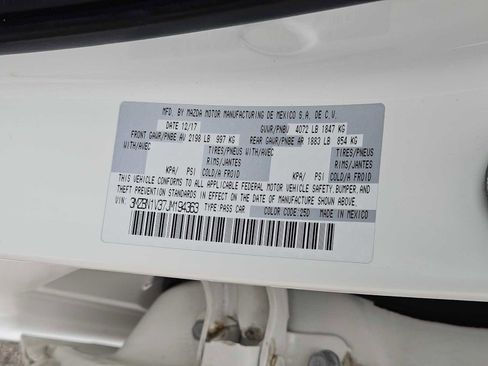 MFD. BY MAZDA MOTOR MANUFACTURING DE MEXICO S.A. DE C.V.
DATE 12/17 GVWR/PNBV 4072 LB 1847 KG
FRONT GAWR/PNBE AV 2198 LB 997 KG REAR GAWR/PNBE AR 1883 LB 854 KG
WITH/AVEC TIRES/PNEUS WITH/AVEC TIRES/PNEUS
RIMS/JANTES RIMS/JANTES
KPA/ PSI COLD/A FROID KPA/ PSI COLD/A FROID
THIS VEHICLE CONFORMS TO ALL APPLICABLE FEDERAL MOTOR VEHICLE SAFETY, BUMPER, AND
THEFT PREVENTION STANDARDS IN EFFECT ON THE DATE OF MANUFACTURE SHOWN ABOVE.
VIN: 3MZBN1V37JM194369 TYPE PASS CAR COLOR CODE:25D MADE IN MEXICO